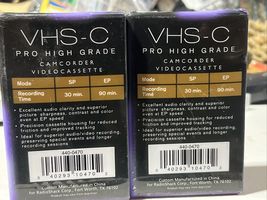 VHS-C
PRO HIGH GRADE
CAMCORDER
VIDEOCASSETTE
Mode SP EP
Recording Time 30 min. 90 min.
• Excellent audio clarity and superior
picture sharpness, contrast and color
even at EP speed
• Precision cassette housing for reduced
friction and improved tracking
• Ideal for superior audio/video recording,
preserving special events and longer
recording sessions
440-0470
40293 10470
Custom Manufactured in China
for RadioShack Corp., Fort Worth, TX 76102
VHS-C
PRO HIGH GRADE
CAMCORDER
VIDEOCASSETTE
Mode SP EP
Recording Time 30 min. 90 min.
• Excellent audio clarity and superior
picture sharpness, contrast and color
even at EP speed
• Precision cassette housing for reduced
friction and improved tracking
• Ideal for superior audio/video recording,
preserving special events and longer
recording sessions
440-0470
40293 10470
Custom Manufactured in China
for RadioShack Corp., Fort Worth, TX 76102